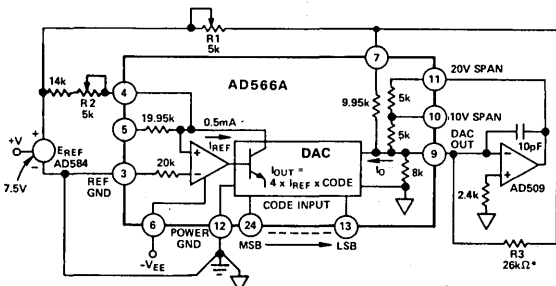 R1
5k
7
11
20V SPAN
14k
R2
5k
4
AD566A
9.95k
5k
10
10V SPAN
5
19.95k
0.5mA
5k
DAC
OUT
10pF
+V
+
EREF
AD584
-
7.5V
IREF
+
-
DAC
IO
9
-
+
AD509
REF
GND
3
20k
IOUT =
4 x IREF x CODE
8k
2.4k
CODE INPUT
6
POWER
GND
12
24
13
MSB
LSB
R3
26kΩ*
-VEE